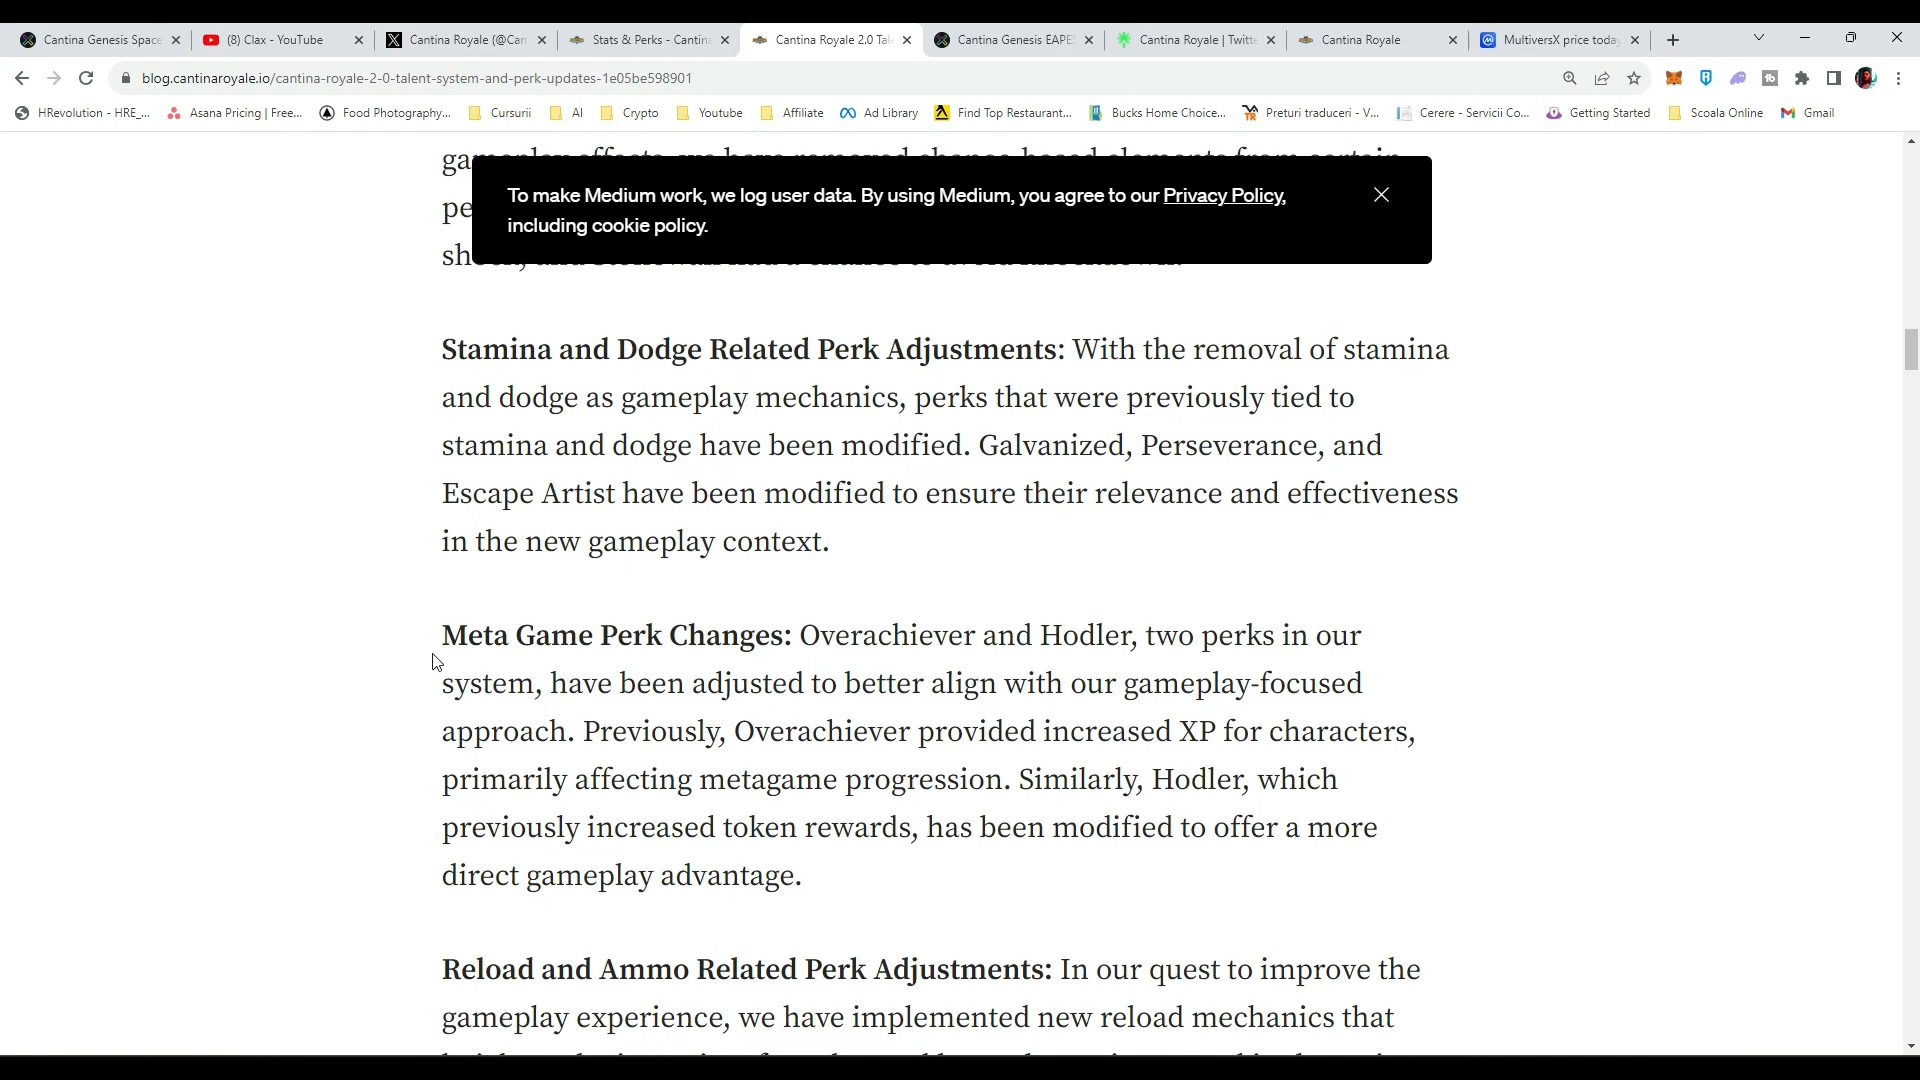 Cantina Genesis Space
(8) Clax - YouTube
Cantina Royale (@Can
Stats & Perks - Cantina
Cantina Royale 2.0 Tal
Cantina Genesis EAPES
Cantina Royale | Twitte
Cantina Royale
MultiversX price today
blog.cantinaroyale.io/cantina-royale-2-0-talent-system-and-perk-updates-1e05be598901
HRevolution - HRE_...
Asana Pricing | Free...
Food Photography...
Cursurii
AI
Crypto
Youtube
Affiliate
Ad Library
Find Top Restaurant...
Bucks Home Choice...
Preturi traduceri - V...
Cerere - Servicii Co...
Getting Started
Scoala Online
Gmail
To make Medium work, we log user data. By using Medium, you agree to our Privacy Policy,
including cookie policy.
Stamina and Dodge Related Perk Adjustments: With the removal of stamina
and dodge as gameplay mechanics, perks that were previously tied to
stamina and dodge have been modified. Galvanized, Perseverance, and
Escape Artist have been modified to ensure their relevance and effectiveness
in the new gameplay context.
Meta Game Perk Changes: Overachiever and Hodler, two perks in our
system, have been adjusted to better align with our gameplay-focused
approach. Previously, Overachiever provided increased XP for characters,
primarily affecting metagame progression. Similarly, Hodler, which
previously increased token rewards, has been modified to offer a more
direct gameplay advantage.
Reload and Ammo Related Perk Adjustments: In our quest to improve the
gameplay experience, we have implemented new reload mechanics that